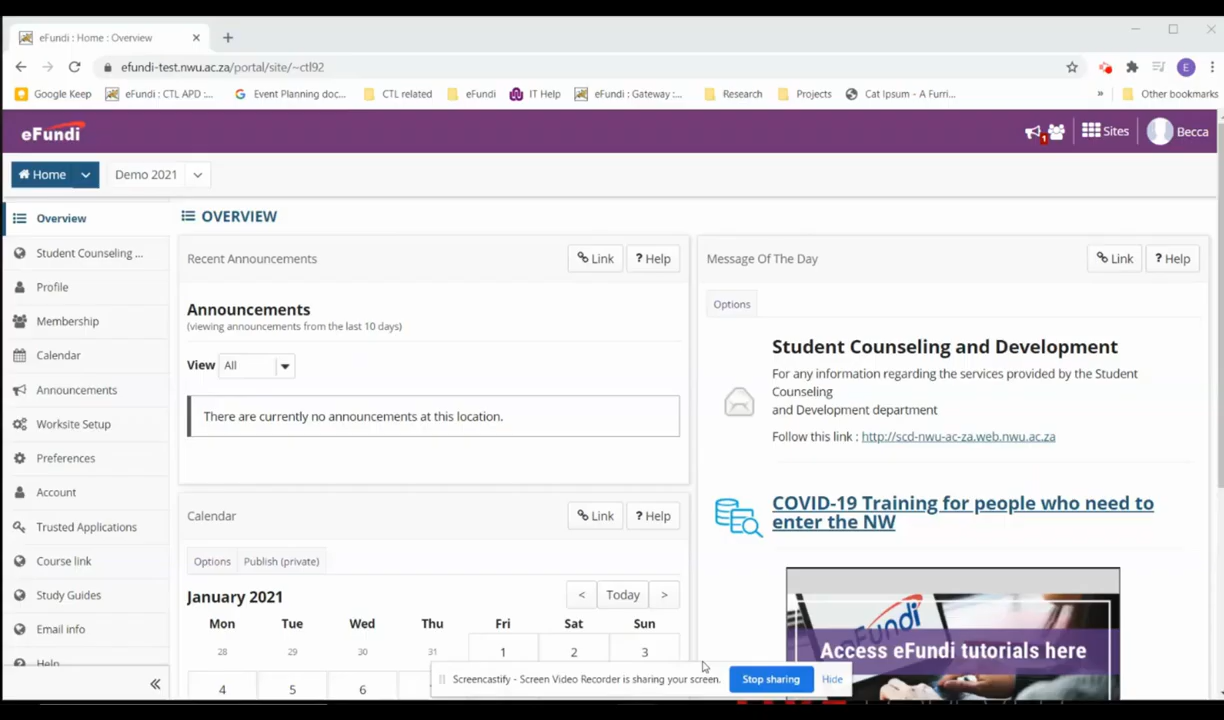 eFundi : Home : Overview
efundi-test.nwu.ac.za/portal/site/~ctl92
E
Google Keep
eFundi : CTL APD :...
Event Planning doc...
CTL related
eFundi
IT Help
eFundi : Gateway :...
Research
Projects
Cat Ipsum - A Furri...
»
Other bookmarks
eFundi
1
Sites
Becca
Home
Demo 2021
Overview
Student Counseling ...
Profile
Membership
Calendar
Announcements
Worksite Setup
Preferences
Account
Trusted Applications
Course link
Study Guides
Email info
Help
«
OVERVIEW
Recent Announcements
Link
? Help
Announcements
(viewing announcements from the last 10 days)
View All
There are currently no announcements at this location.
Calendar
Link
? Help
Options
Publish (private)
January 2021
< Today >
Mon Tue Wed Thu Fri Sat Sun
28 29 30 31 1 2 3
4 5 6
Message Of The Day
Link
? Help
Options
Student Counseling and Development
For any information regarding the services provided by the Student
Counseling
and Development department
Follow this link : http://scd-nwu-ac-za.web.nwu.ac.za
COVID-19 Training for people who need to
enter the NW
eFundi
Access eFundi tutorials here
Screencastify - Screen Video Recorder is sharing your screen.
Stop sharing
Hide